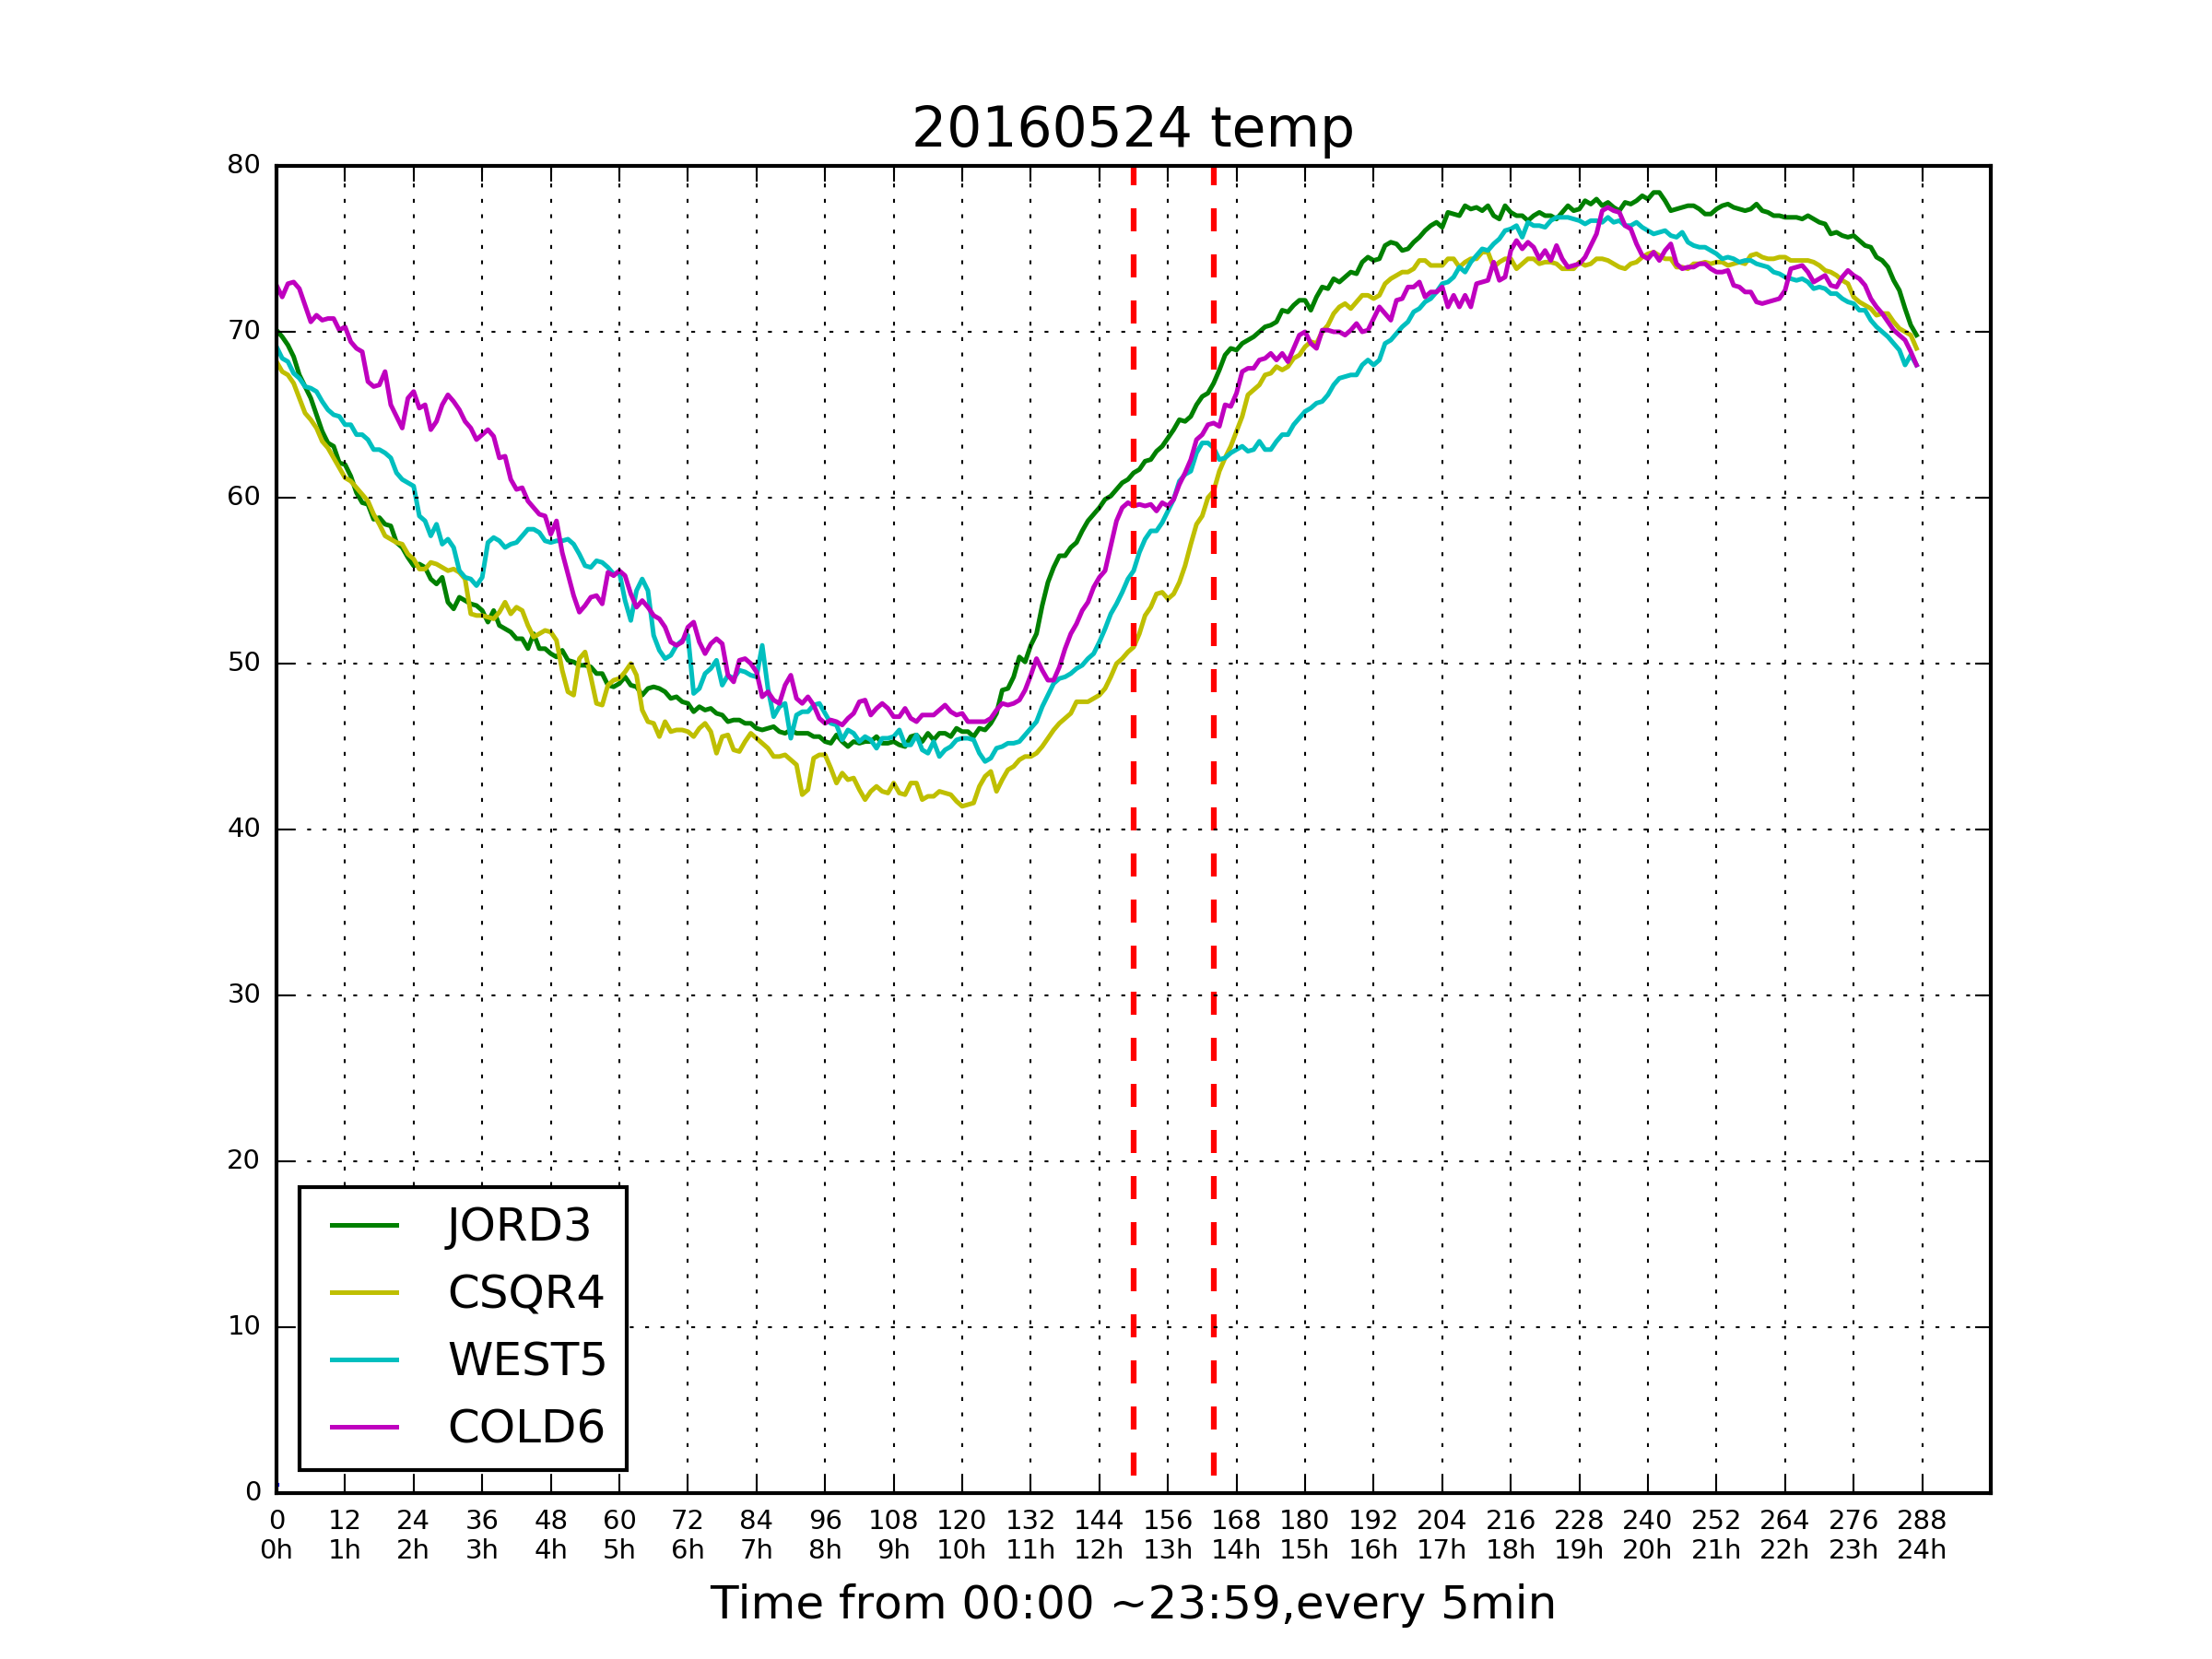 20160524 temp
80
70
60
50
40
30
20
10
0
JORD3
CSQR4
WEST5
COLD6
0 12 24 36 48 60 72 84 96 108 120 132 144 156 168 180 192 204 216 228 240 252 264 276 288
0h 1h 2h 3h 4h 5h 6h 7h 8h 9h 10h 11h 12h 13h 14h 15h 16h 17h 18h 19h 20h 21h 22h 23h 24h
Time from 00:00 ~23:59,every 5min